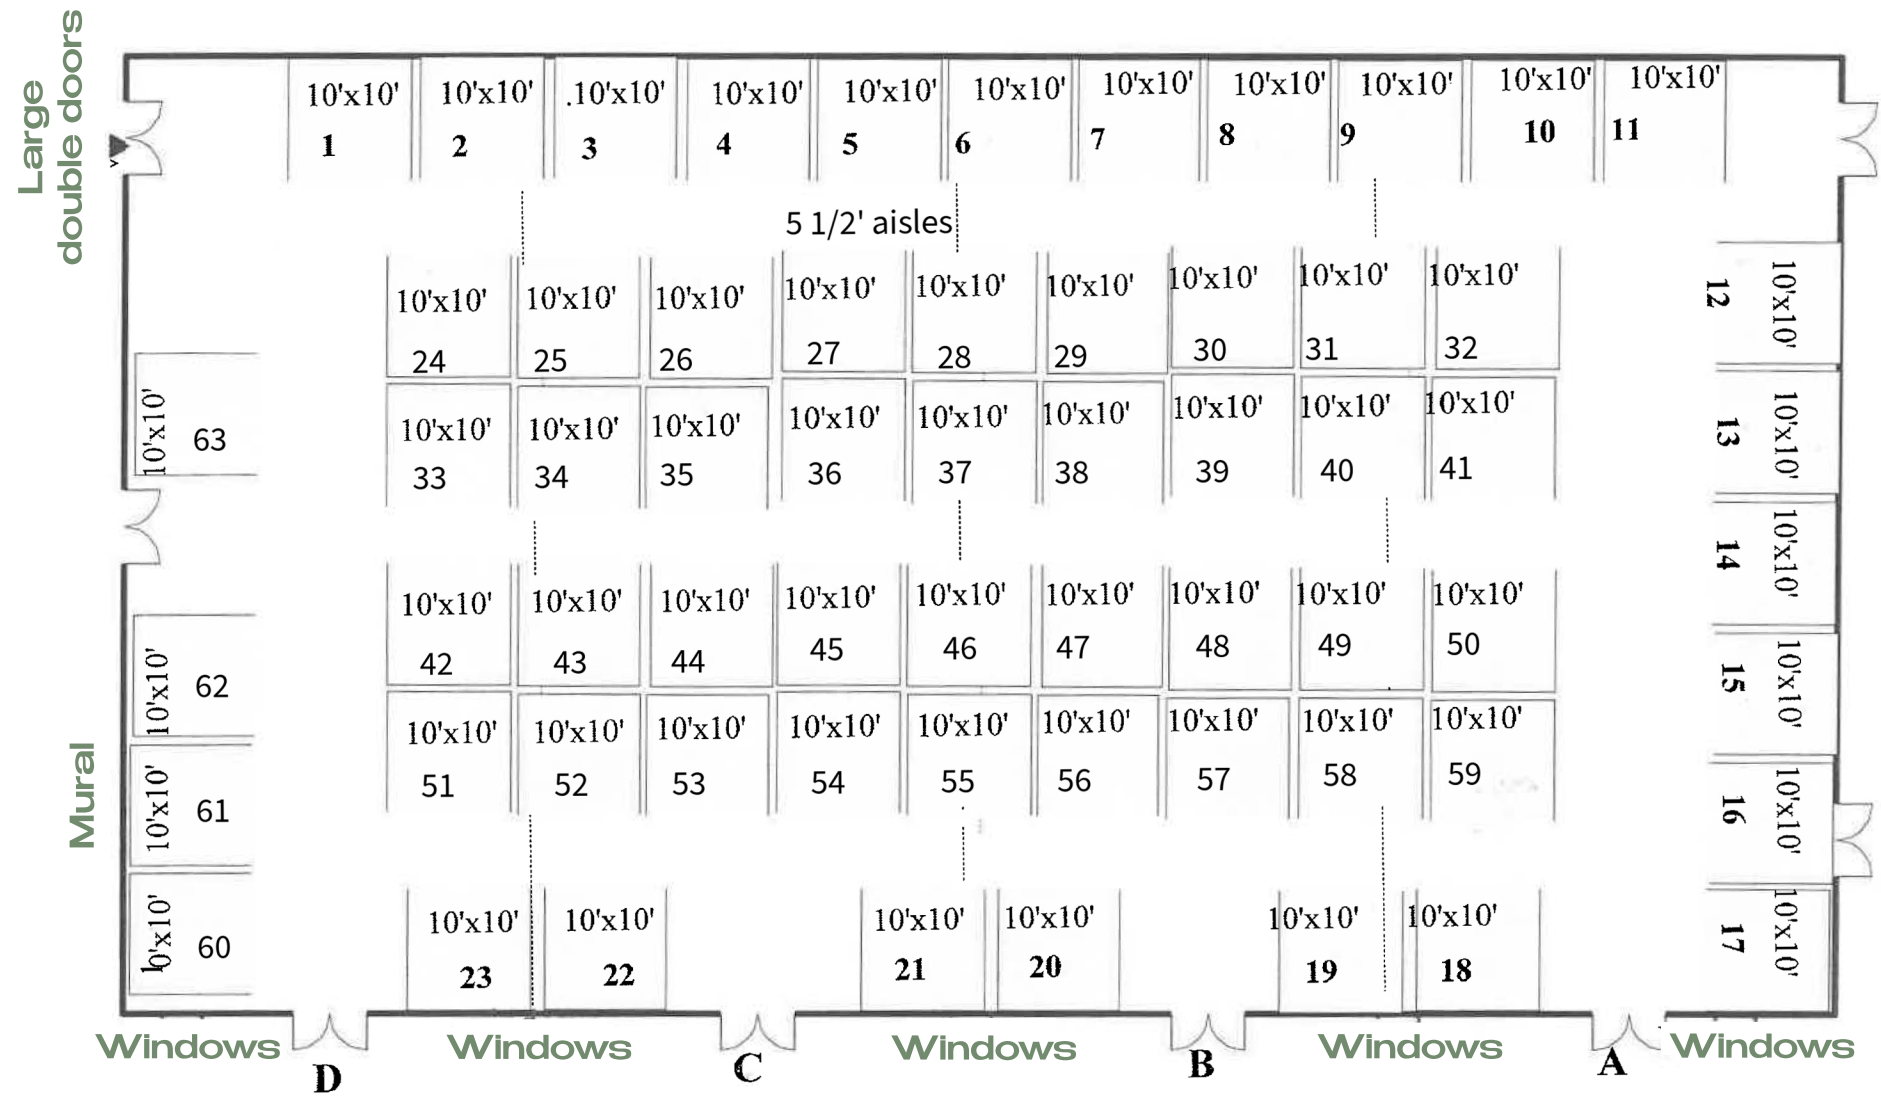 Large
double doors
10'x10' 10'x10' .10'x10' 10'x10' 10'x10' 10'x10' 10'x10' 10'x10' 10'x10' 10'x10' 10'x10'
1 2 3 4 5 6 7 8 9 10 11
5 1/2' aisles
10'x10' 10'x10' 10'x10' 10'x10' 10'x10' 10'x10' 10'x10' 10'x10' 10'x10'
24 25 26 27 28 29 30 31 32
10'x10' 10'x10' 10'x10' 10'x10' 10'x10' 10'x10' 10'x10' 10'x10' 10'x10'
33 34 35 36 37 38 39 40 41
10'x10' 10'x10' 10'x10' 10'x10' 10'x10' 10'x10' 10'x10' 10'x10' 10'x10'
42 43 44 45 46 47 48 49 50
10'x10' 10'x10' 10'x10' 10'x10' 10'x10' 10'x10' 10'x10' 10'x10' 10'x10'
51 52 53 54 55 56 57 58 59
10'x10' 10'x10' 10'x10' 10'x10' 10'x10' 10'x10'
23 22 21 20 19 18
12 10'x10'
13 10'x10'
14 10'x10'
15 10'x10'
16 10'x10'
17 10'x10'
10'x10' 63
10'x10' 62
10'x10' 61
10'x10' 60
Mural
Windows Windows Windows Windows Windows
D C B A